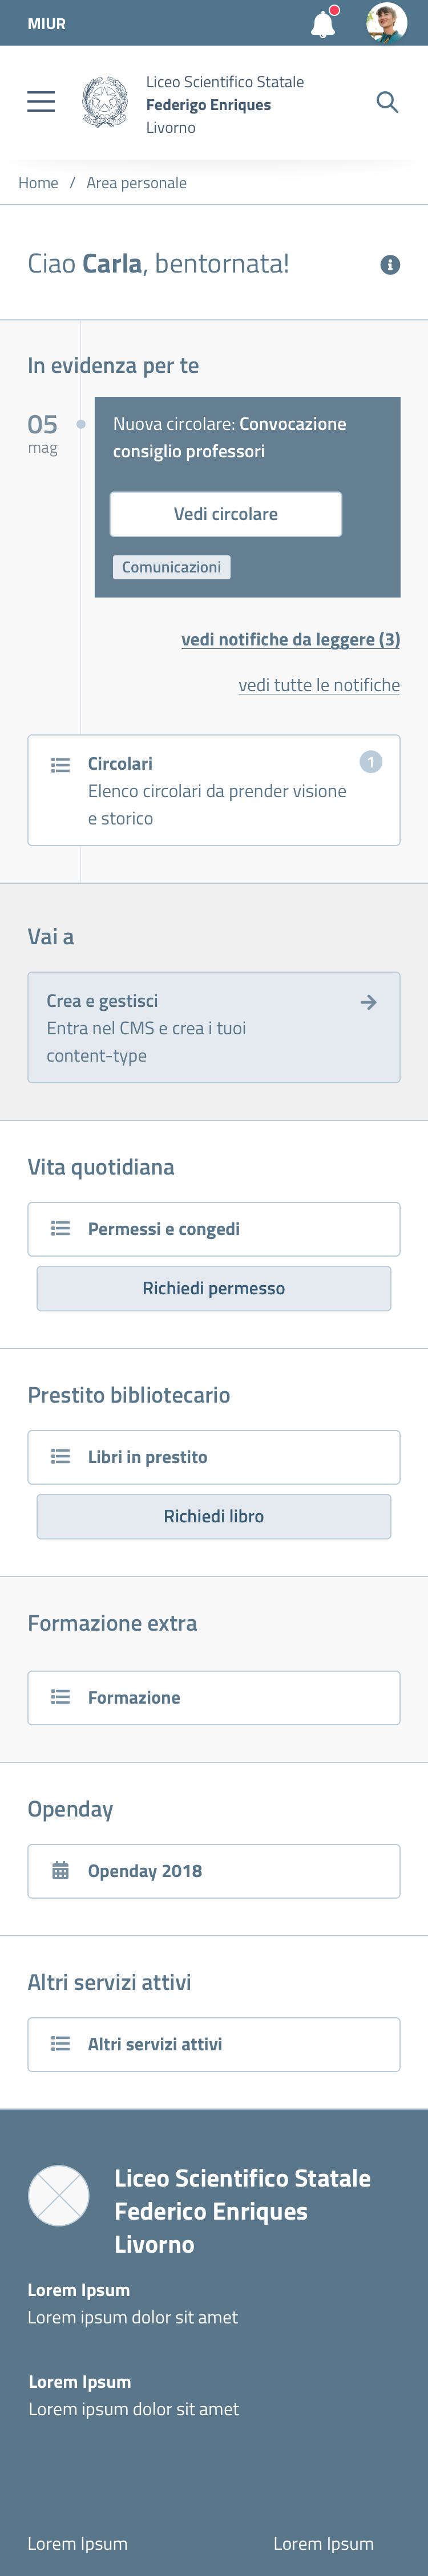 MIUR
Liceo Scientifico Statale
Federigo Enriques
Livorno
Home / Area personale
Ciao Carla, bentornata!
In evidenza per te
05
mag
Nuova circolare: Convocazione
consiglio professori
Vedi circolare
Comunicazioni
vedi notifiche da leggere (3)
vedi tutte le notifiche
Circolari
1
Elenco circolari da prender visione
e storico
Vai a
Crea e gestisci
Entra nel CMS e crea i tuoi
content-type
Vita quotidiana
Permessi e congedi
Richiedi permesso
Prestito bibliotecario
Libri in prestito
Richiedi libro
Formazione extra
Formazione
Openday
Openday 2018
Altri servizi attivi
Altri servizi attivi
Liceo Scientifico Statale
Federico Enriques
Livorno
Lorem Ipsum
Lorem ipsum dolor sit amet
Lorem Ipsum
Lorem ipsum dolor sit amet
Lorem Ipsum Lorem Ipsum